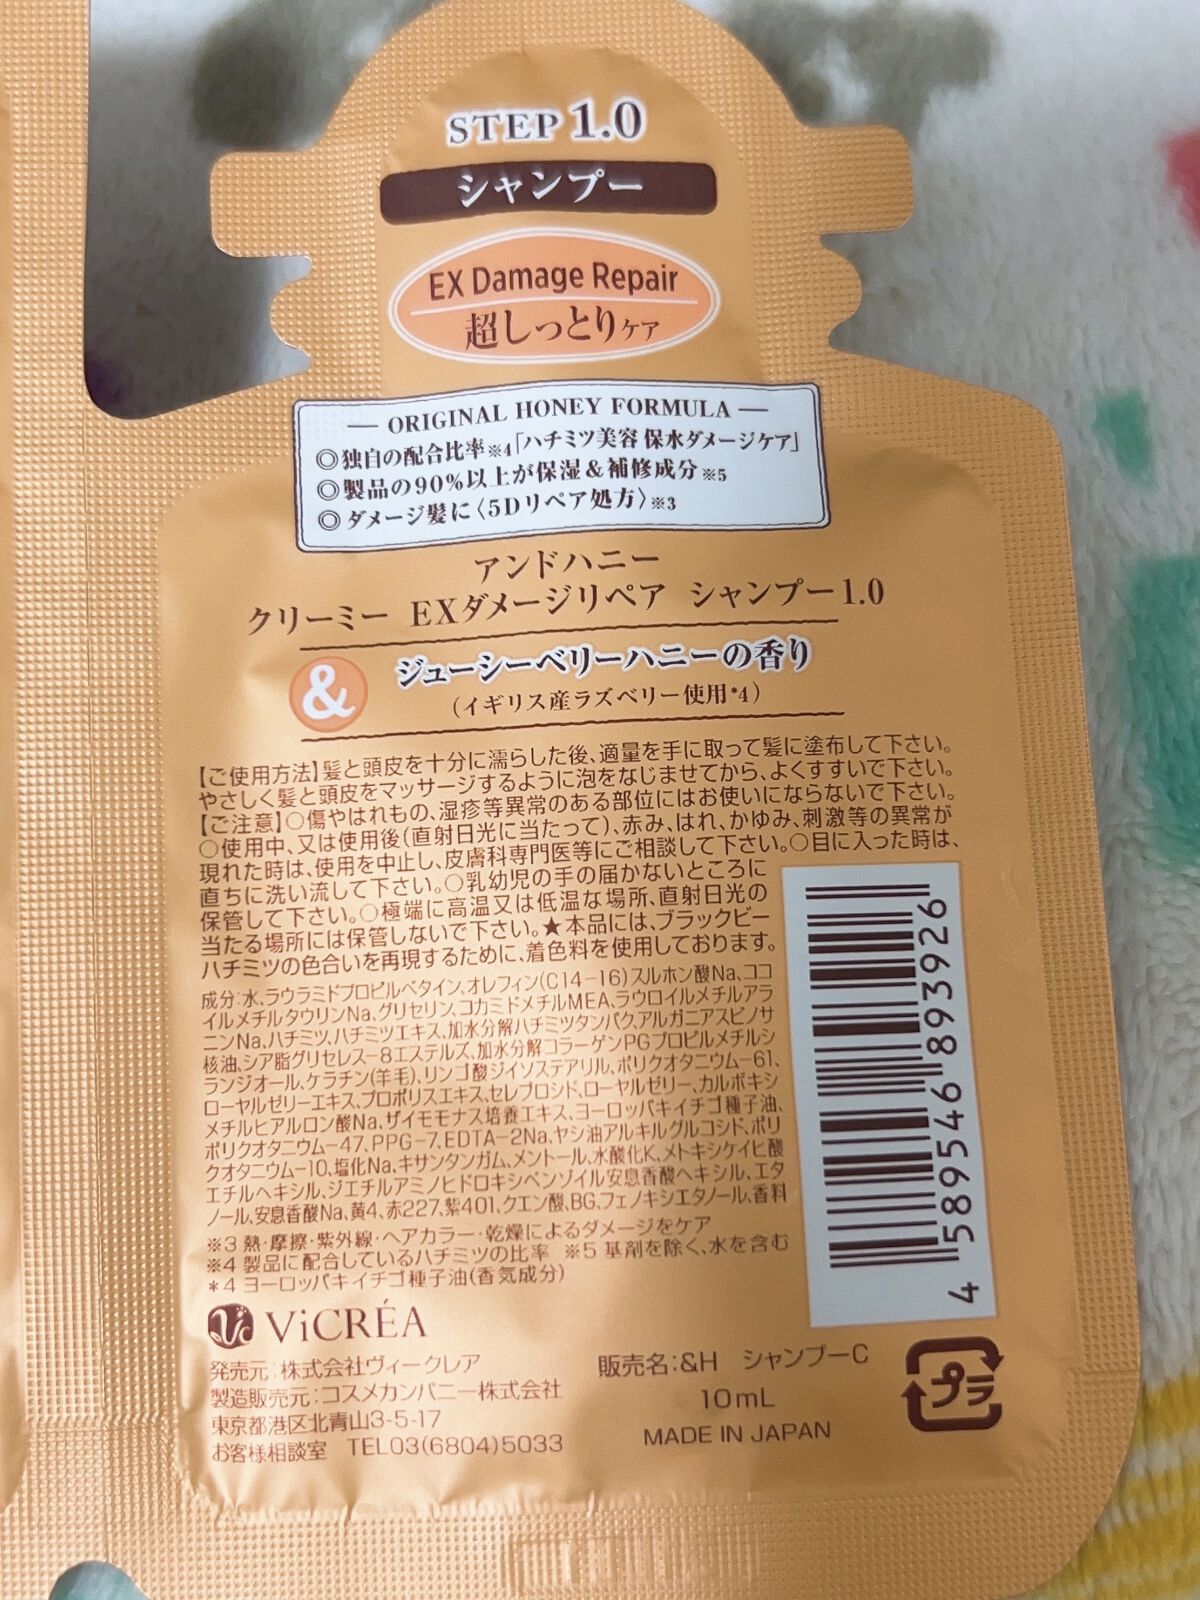 STEP 1.0
シャンプー
EX Damage Repair
超しっとりケア
— ORIGINAL HONEY FORMULA —
◎独自の配合比率※4「ハチミツ美容 保水ダメージケア」
◎製品の90%以上が保湿&補修成分※5
◎ダメージ髪に〈5Dリペア処方〉※3
アンドハニー
クリーミー EXダメージリペア シャンプー1.0
& ジューシーベリーハニーの香り
(イギリス産ラズベリー使用*4)
【ご使用方法】髪と頭皮を十分に濡らした後、適量を手に取って髪に塗布して下さい。
やさしく髪と頭皮をマッサージするように泡をなじませてから、よくすすいで下さい。
【ご注意】○傷やはれもの、湿疹等異常のある部位にはお使いにならないで下さい。
○使用中、又は使用後(直射日光に当たって)、赤み、はれ、かゆみ、刺激等の異常が
現れた時は、使用を中止し、皮膚科専門医等にご相談して下さい。○目に入った時は、
直ちに洗い流して下さい。○乳幼児の手の届かないところに
保管して下さい。○極端に高温又は低温な場所、直射日光の
当たる場所には保管しないで下さい。★本品には、ブラックビー
ハチミツの色合いを再現するために、着色料を使用しております。
成分:水、ラウラミドプロピルベタイン、オレフィン(C14-16)スルホン酸Na、ココ
イルメチルタウリンNa、グリセリン、コカミドメチルMEA、ラウロイルメチルアラ
ニンNa、ハチミツ、ハチミツエキス、加水分解ハチミツタンパク、アルガニアスピノサ
核油、シア脂グリセレス-8エステルズ、加水分解コラーゲンPGプロピルメチルシ
ランジオール、ケラチン(羊毛)、リンゴ酸ジイソステアリル、ポリクオタニウム-61、
ローヤルゼリーエキス、プロポリスエキス、セレブロシド、ローヤルゼリー、カルボキシ
メチルヒアルロン酸Na、ザイモモナス培養エキス、ヨーロッパキイチゴ種子油、
ポリクオタニウム-47、PPG-7、EDTA-2Na、ヤシ油アルキルグルコシド、ポリ
クオタニウム-10、塩化Na、キサンタンガム、メントール、水酸化K、メトキシケイヒ酸
エチルヘキシル、ジエチルアミノヒドロキシベンゾイル安息香酸ヘキシル、エタ
ノール、安息香酸Na、黄4、赤227、紫401、クエン酸、BG、フェノキシエタノール、香料
※3 熱・摩擦・紫外線・ヘアカラー・乾燥によるダメージをケア
※4 製品に配合しているハチミツの比率 ※5 基剤を除く、水を含む
*4 ヨーロッパキイチゴ種子油(香気成分)
ViCRÉA
発売元:株式会社ヴィークレア
製造販売元:コスメカンパニー株式会社
東京都港区北青山3-5-17
お客様相談室 TEL03(6804)5033
販売名:&H シャンプーC
10mL
MADE IN JAPAN
プラ
4 589546 893926